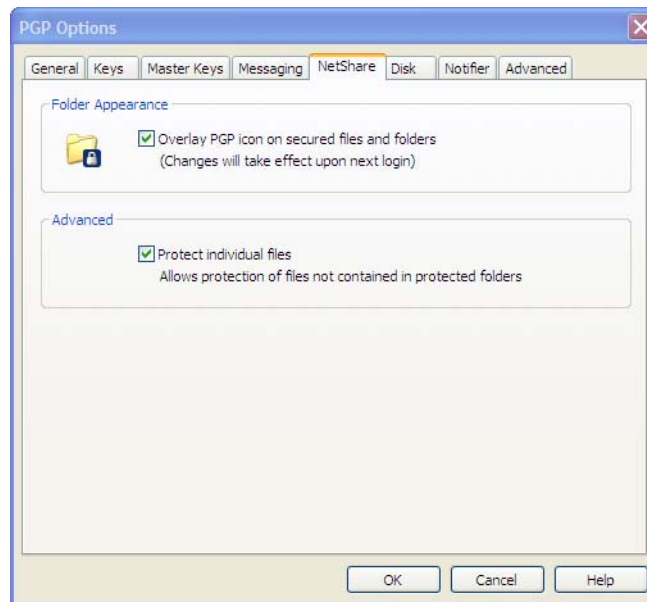 PGP Options
General Keys Master Keys Messaging NetShare Disk Notifier Advanced
Folder Appearance
Overlay PGP icon on secured files and folders
(Changes will take effect upon next login)
Advanced
Protect individual files
Allows protection of files not contained in protected folders
OK Cancel Help